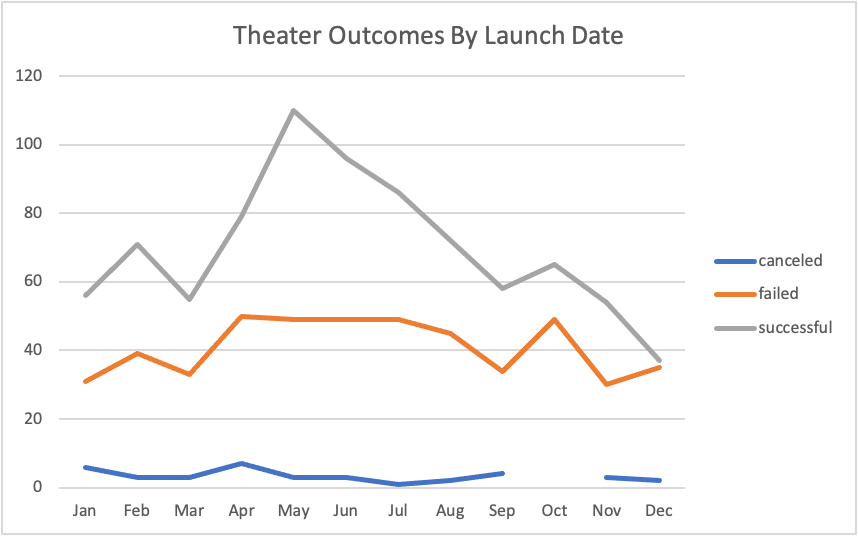 Theater Outcomes By Launch Date
120
100
80
60
40
20
0
Jan Feb Mar Apr May Jun Jul Aug Sep Oct Nov Dec
canceled
failed
successful